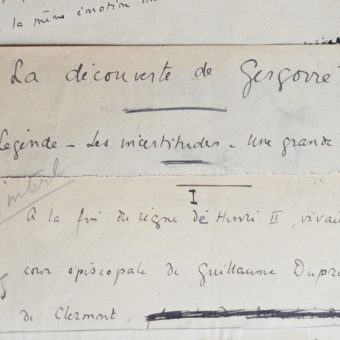 la même émotion
La découverte de Gergovie
Légende - Les incertitudes - Une grande
I
A la fin du règne de Henri II, vivait
cour épiscopale de Guillaume Dupra
de Clermont,